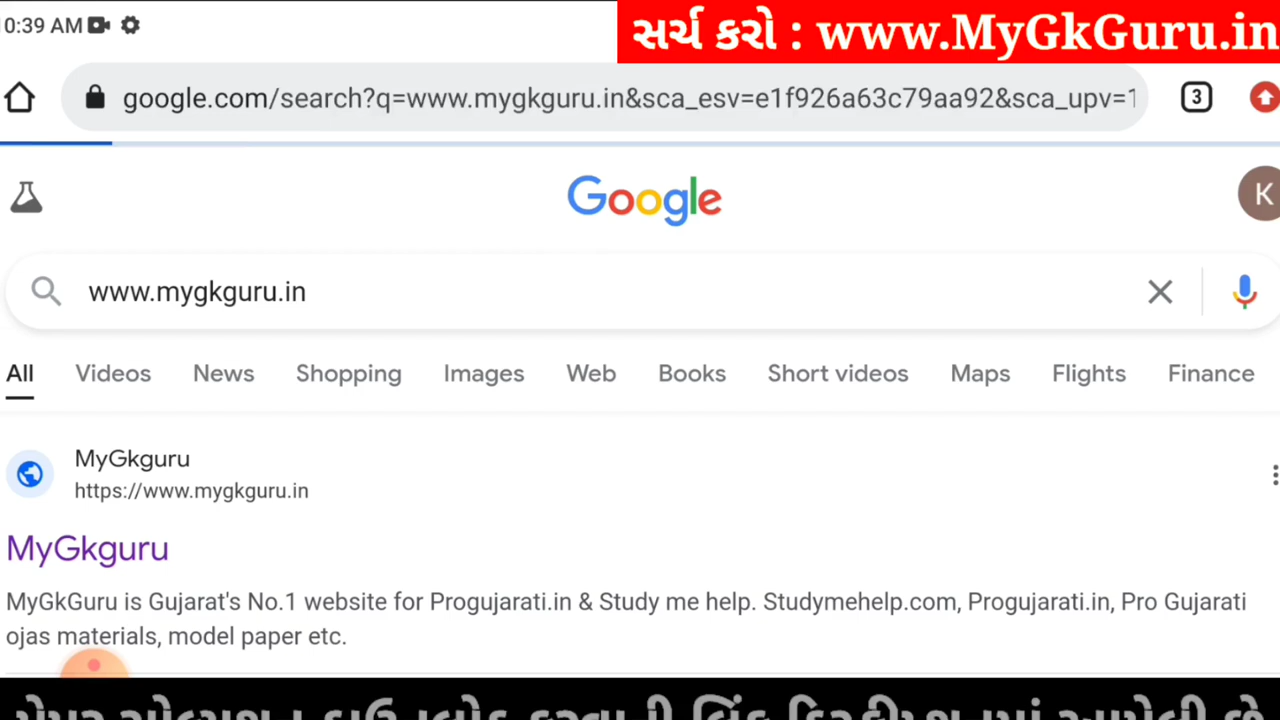 10:39 AM
સર્ચ કરો : www.MyGkGuru.in
google.com/search?q=www.mygkguru.in&sca_esv=e1f926a63c79aa92&sca_upv=1
3
Google
K
www.mygkguru.in
All Videos News Shopping Images Web Books Short videos Maps Flights Finance
MyGkguru
https://www.mygkguru.in
MyGkguru
MyGkGuru is Gujarat's No.1 website for Progujarati.in & Study me help. Studymehelp.com, Progujarati.in, Pro Gujarati
ojas materials, model paper etc.